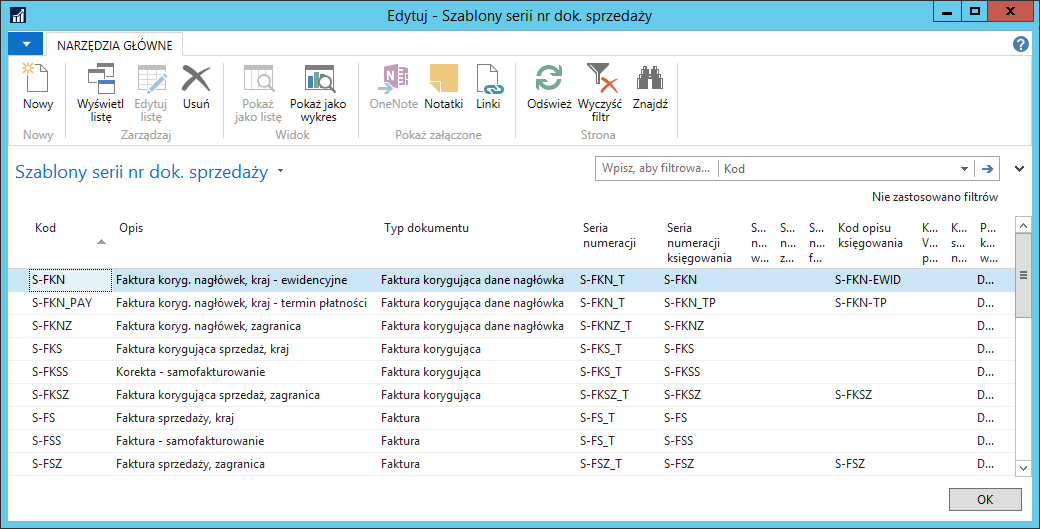 Edytuj - Szablony serii nr dok. sprzedaży
NARZĘDZIA GŁÓWNE
Nowy
Wyświetl listę
Edytuj listę
Usuń
Pokaż jako listę
Pokaż jako wykres
OneNote
Notatki
Linki
Odśwież
Wyczyść filtr
Znajdź
Nowy
Zarządzaj
Widok
Pokaż załączone
Strona
Szablony serii nr dok. sprzedaży
Wpisz, aby filtrowa... Kod
Nie zastosowano filtrów
Kod Opis Typ dokumentu Seria numeracji Seria numeracji księgowania S... n... w... S... n... z... S... n... f... Kod opisu księgowania K... V... p... K... s... n... P... k... w...
S-FKN Faktura koryg. nagłówek, kraj - ewidencyjne Faktura korygująca dane nagłówka S-FKN_T S-FKN S-FKN-EWID D...
S-FKN_PAY Faktura koryg. nagłówek, kraj - termin płatności Faktura korygująca dane nagłówka S-FKN_T S-FKN_TP S-FKN-TP D...
S-FKNZ Faktura koryg. nagłówek, zagranica Faktura korygująca dane nagłówka S-FKNZ_T S-FKNZ D...
S-FKS Faktura korygująca sprzedaż, kraj Faktura korygująca S-FKS_T S-FKS D...
S-FKSS Korekta - samofakturowanie Faktura korygująca S-FKS_T S-FKSS D...
S-FKSZ Faktura korygująca sprzedaż, zagranica Faktura korygująca S-FKSZ_T S-FKSZ S-FKSZ D...
S-FS Faktura sprzedaży, kraj Faktura S-FS_T S-FS D...
S-FSS Faktura - samofakturowanie Faktura S-FS_T S-FSS D...
S-FSZ Faktura sprzedaży, zagranica Faktura S-FSZ_T S-FSZ S-FSZ D...
OK